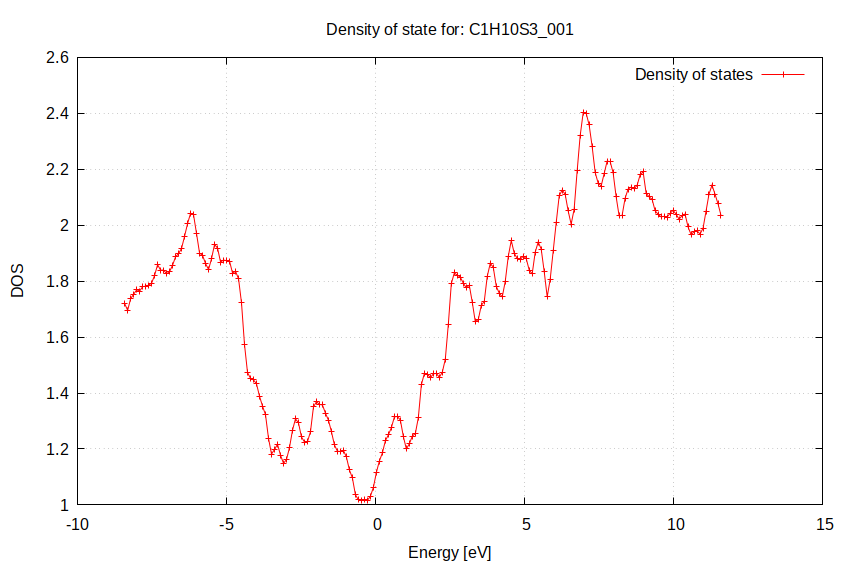 Density of state for: C1H10S3_001
Density of states
2.6
2.4
2.2
2
1.8
1.6
1.4
1.2
1
DOS
-10 -5 0 5 10 15
Energy [eV]